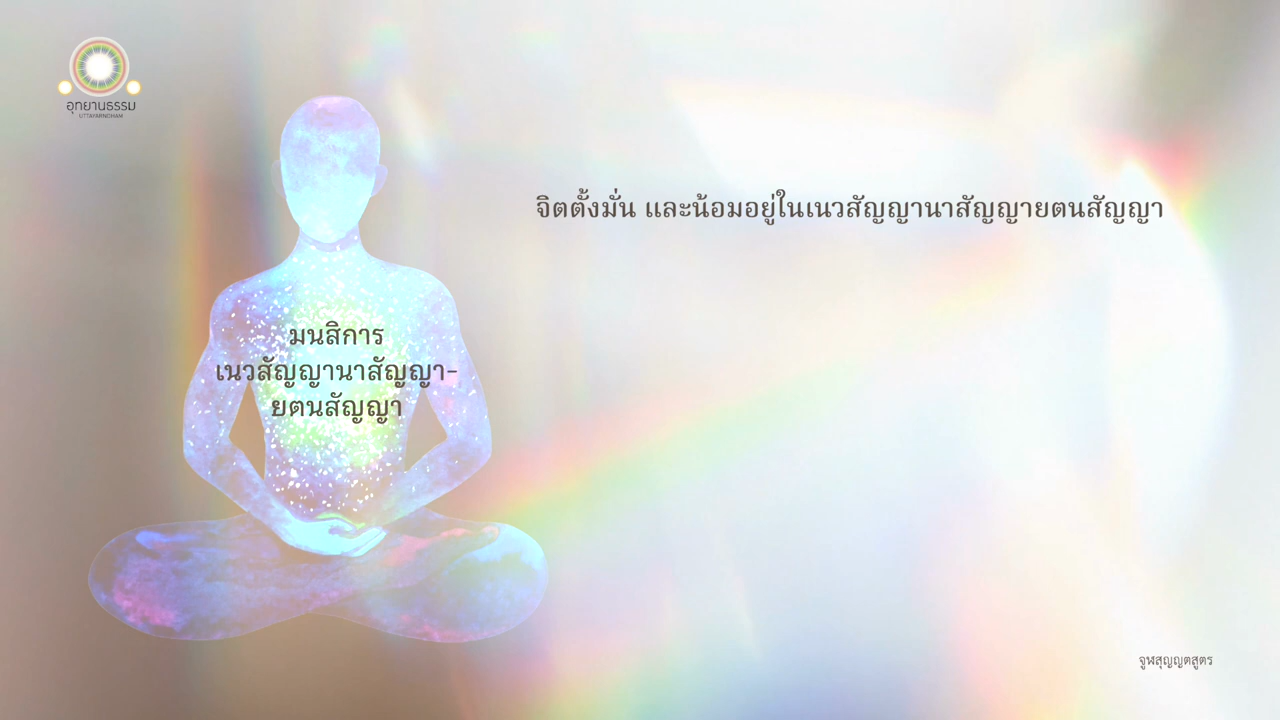 อุทยานธรรม
UTTAYARNDHAM
จิตตั้งมั่น และน้อมอยู่ในเนวสัญญานาสัญญายตนสัญญา
มนสิการ
เนวสัญญานาสัญญา-
ยตนสัญญา
จูฬสุญญตสูตร